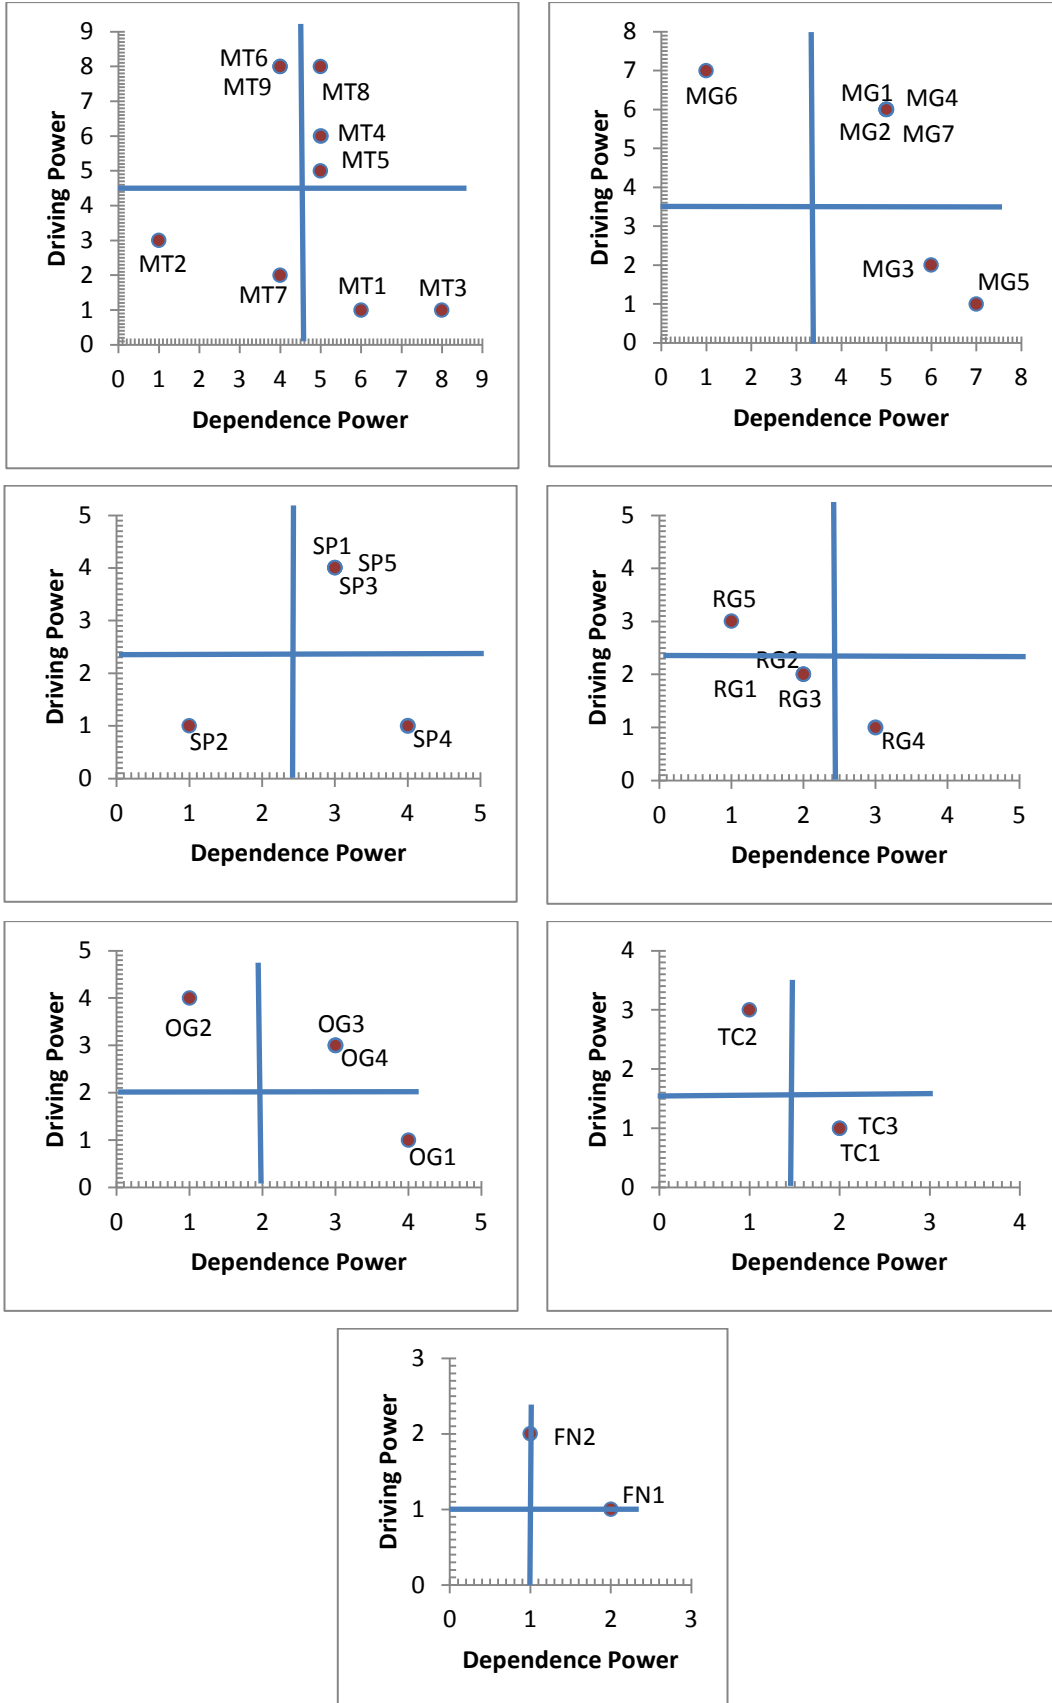 9
8
7
6
5
4
3
2
1
0
Driving Power
MT6
MT9
MT8
MT4
MT5
MT2
MT7
MT1
MT3
0 1 2 3 4 5 6 7 8 9
Dependence Power
8
7
6
5
4
3
2
1
0
Driving Power
MG6
MG1 MG4
MG2 MG7
MG3
MG5
0 1 2 3 4 5 6 7 8
Dependence Power
5
4
3
2
1
0
Driving Power
SP1
SP5
SP3
SP2
SP4
0 1 2 3 4 5
Dependence Power
5
4
3
2
1
0
Driving Power
RG5
RG2
RG1
RG3
RG4
0 1 2 3 4 5
Dependence Power
5
4
3
2
1
0
Driving Power
OG2
OG3
OG4
OG1
0 1 2 3 4 5
Dependence Power
4
3
2
1
0
Driving Power
TC2
TC3
TC1
0 1 2 3 4
Dependence Power
3
2
1
0
Driving Power
FN2
FN1
0 1 2 3
Dependence Power